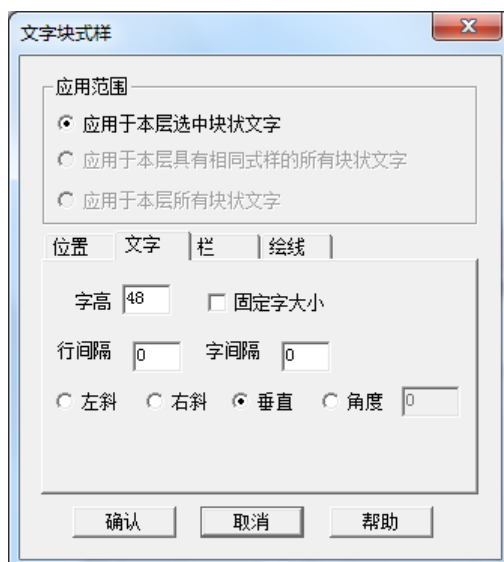 文字块式样
应用范围
应用于本层选中块状文字
应用于本层具有相同式样的所有块状文字
应用于本层所有块状文字
位置 文字 栏 绘线
字高 48 固定字大小
行间隔 0 字间隔 0
左斜 右斜 垂直 角度 0
确认 取消 帮助